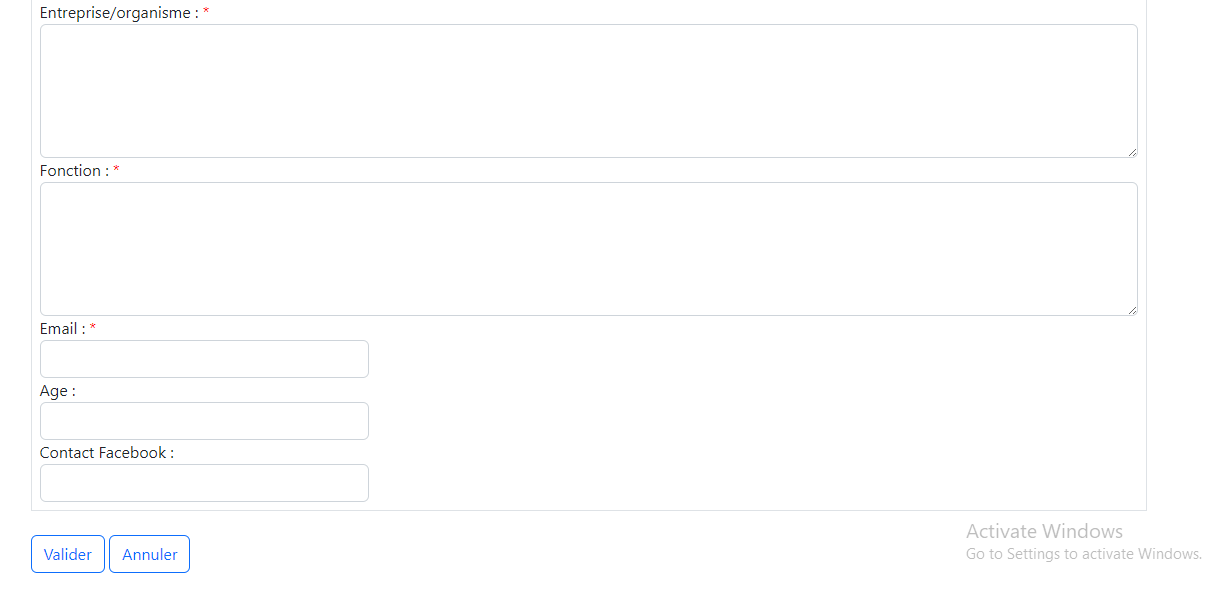 Entreprise/organisme : *
Fonction : *
Email : *
Age :
Contact Facebook :
Valider Annuler
Activate Windows
Go to Settings to activate Windows.